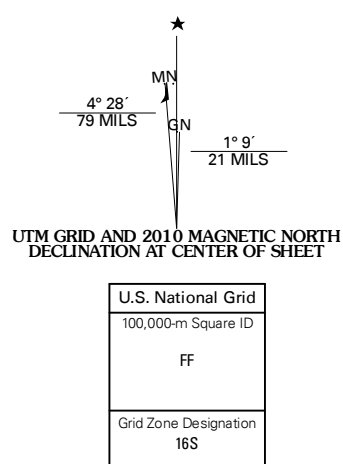 MN
4° 28´
79 MILS
GN
1° 9´
21 MILS
UTM GRID AND 2010 MAGNETIC NORTH
DECLINATION AT CENTER OF SHEET
U.S. National Grid
100,000-m Square ID
FF
Grid Zone Designation
16S